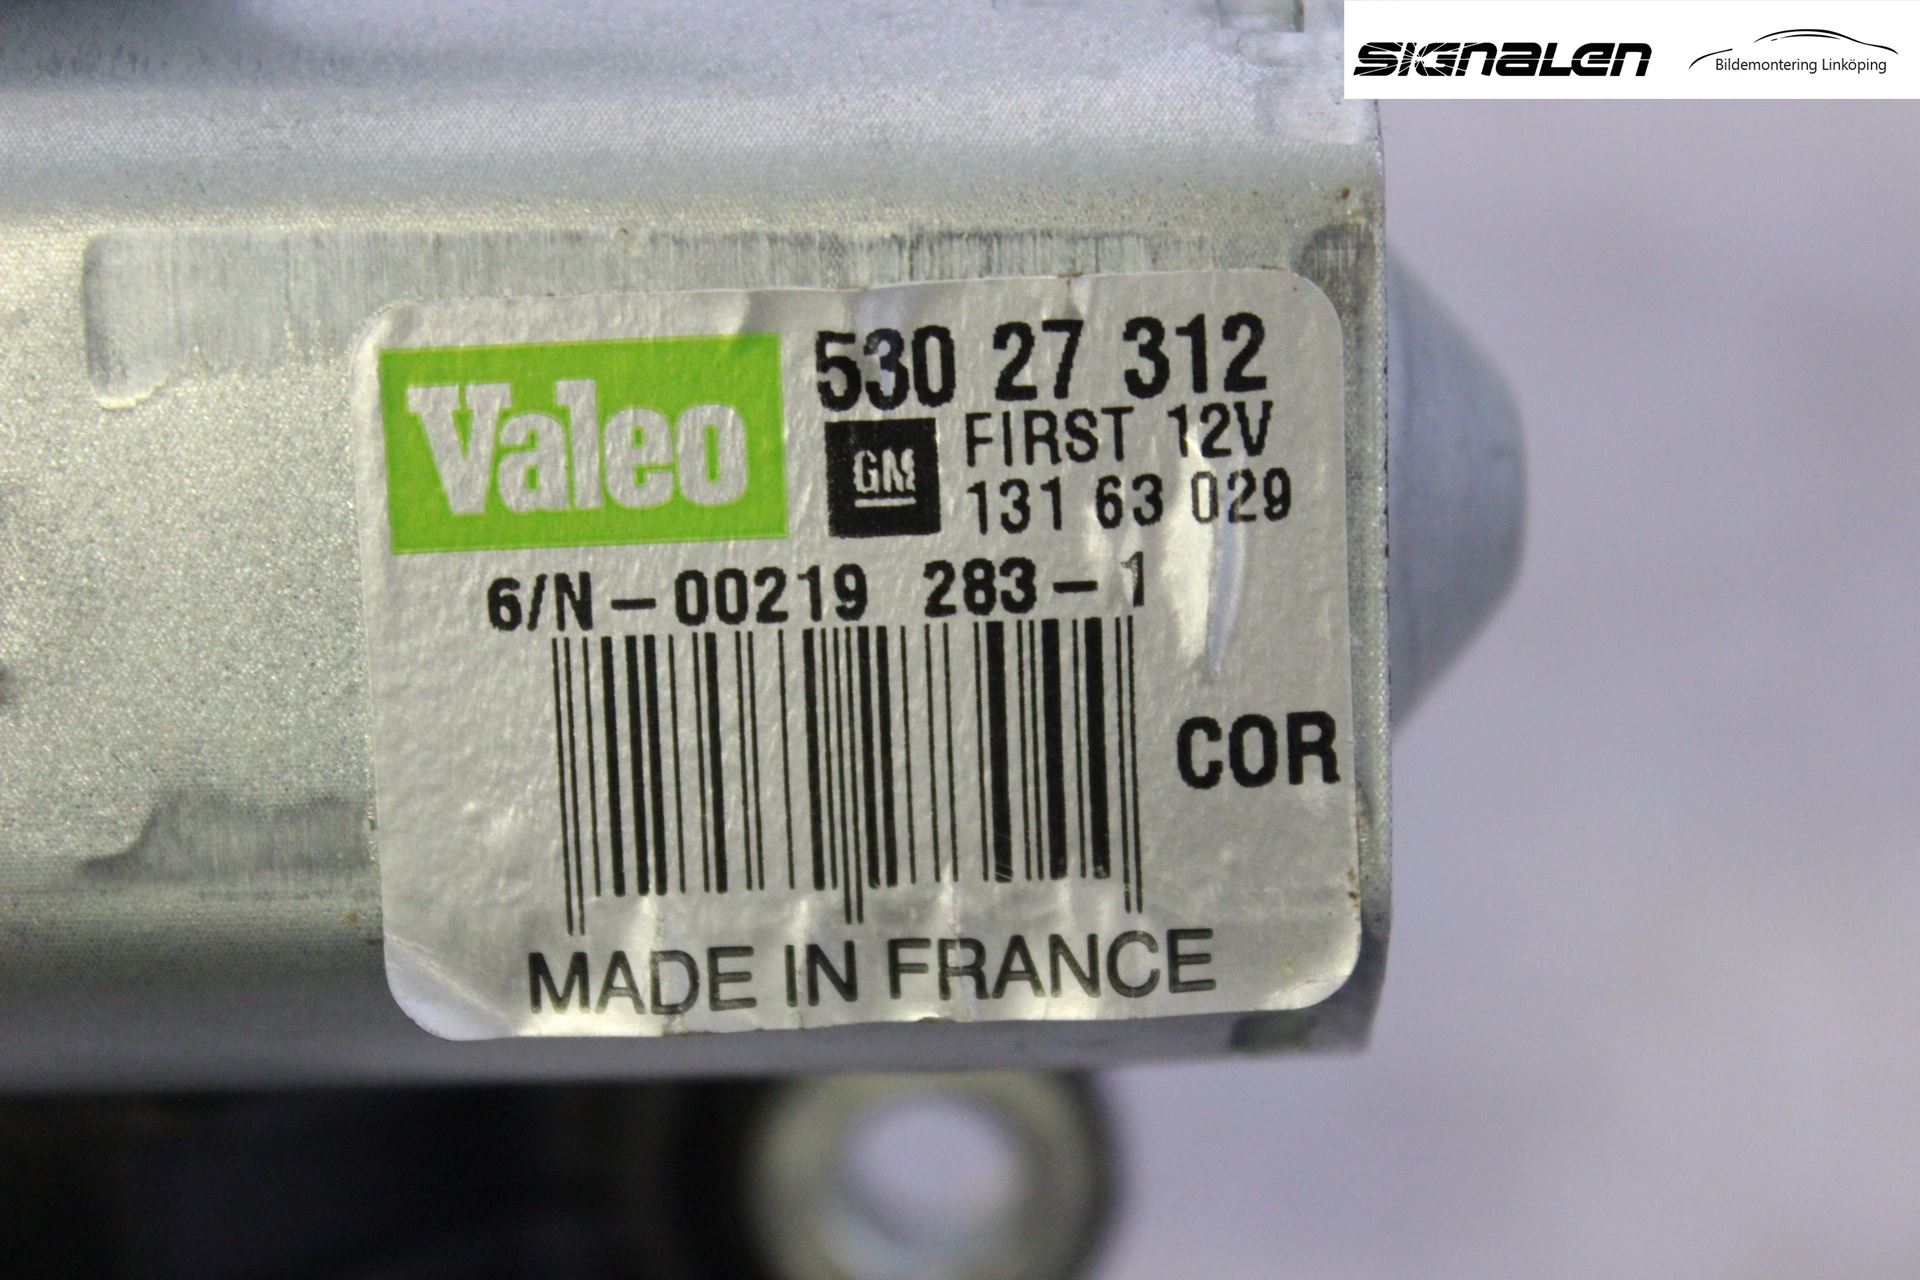 SIGNALEN
Bildemontering Linköping
Valeo
530 27 312
GM
FIRST 12V
131 63 029
6/N-00219 283-1
COR
MADE IN FRANCE